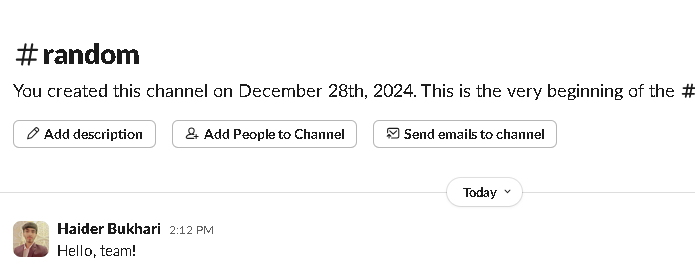 # random
You created this channel on December 28th, 2024. This is the very beginning of the #
Add description
Add People to Channel
Send emails to channel
Today
Haider Bukhari 2:12 PM
Hello, team!